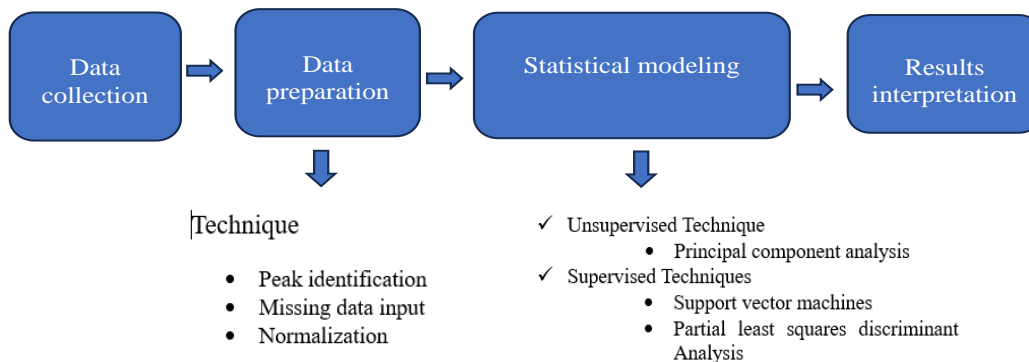 Data
collection
Data
preparation
Statistical modeling
Results
interpretation
Technique
• Peak identification
• Missing data input
• Normalization
✓ Unsupervised Technique
• Principal component analysis
✓ Supervised Techniques
• Support vector machines
• Partial least squares discriminant
Analysis